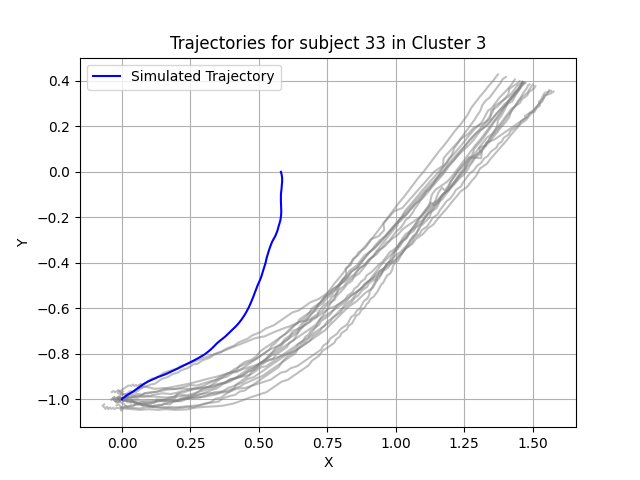 Trajectories for subject 33 in Cluster 3
Simulated Trajectory
0.4
0.2
0.0
−0.2
−0.4
−0.6
−0.8
−1.0
Y
0.00 0.25 0.50 0.75 1.00 1.25 1.50
X